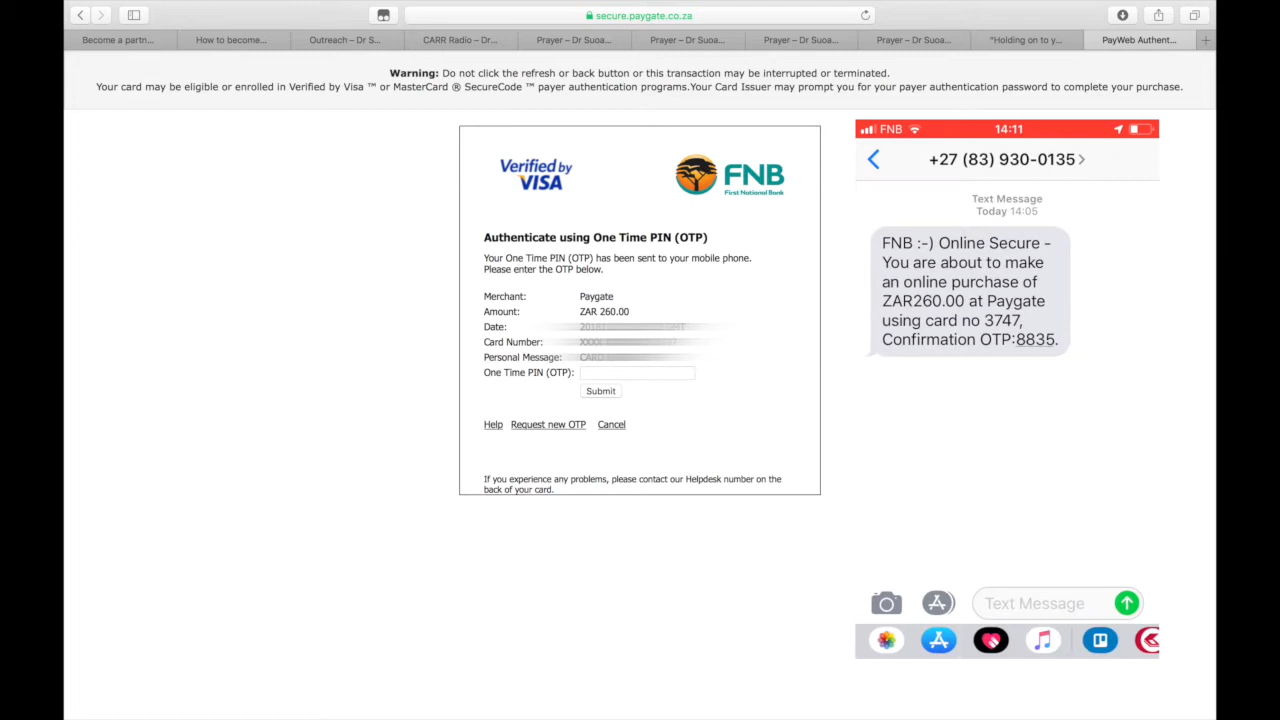 secure.paygate.co.za
Become a partn...
How to become...
Outreach – Dr S...
CARR Radio – Dr...
Prayer – Dr Suoa...
Prayer – Dr Suoa...
Prayer – Dr Suoa...
Prayer – Dr Suoa...
"Holding on to y...
PayWeb Authent...
Warning: Do not click the refresh or back button or this transaction may be interrupted or terminated.
Your card may be eligible or enrolled in Verified by Visa ™ or MasterCard ® SecureCode ™ payer authentication programs.Your Card Issuer may prompt you for your payer authentication password to complete your purchase.
Verified by
VISA
FNB
First National Bank
Authenticate using One Time PIN (OTP)
Your One Time PIN (OTP) has been sent to your mobile phone.
Please enter the OTP below.
Merchant: Paygate
Amount: ZAR 260.00
Date:
Card Number:
Personal Message: CARD
One Time PIN (OTP):
Submit
Help Request new OTP Cancel
If you experience any problems, please contact our Helpdesk number on the
back of your card.
FNB 14:11
+27 (83) 930-0135
Text Message
Today 14:05
FNB :-) Online Secure -
You are about to make
an online purchase of
ZAR260.00 at Paygate
using card no 3747,
Confirmation OTP:8835.
Text Message